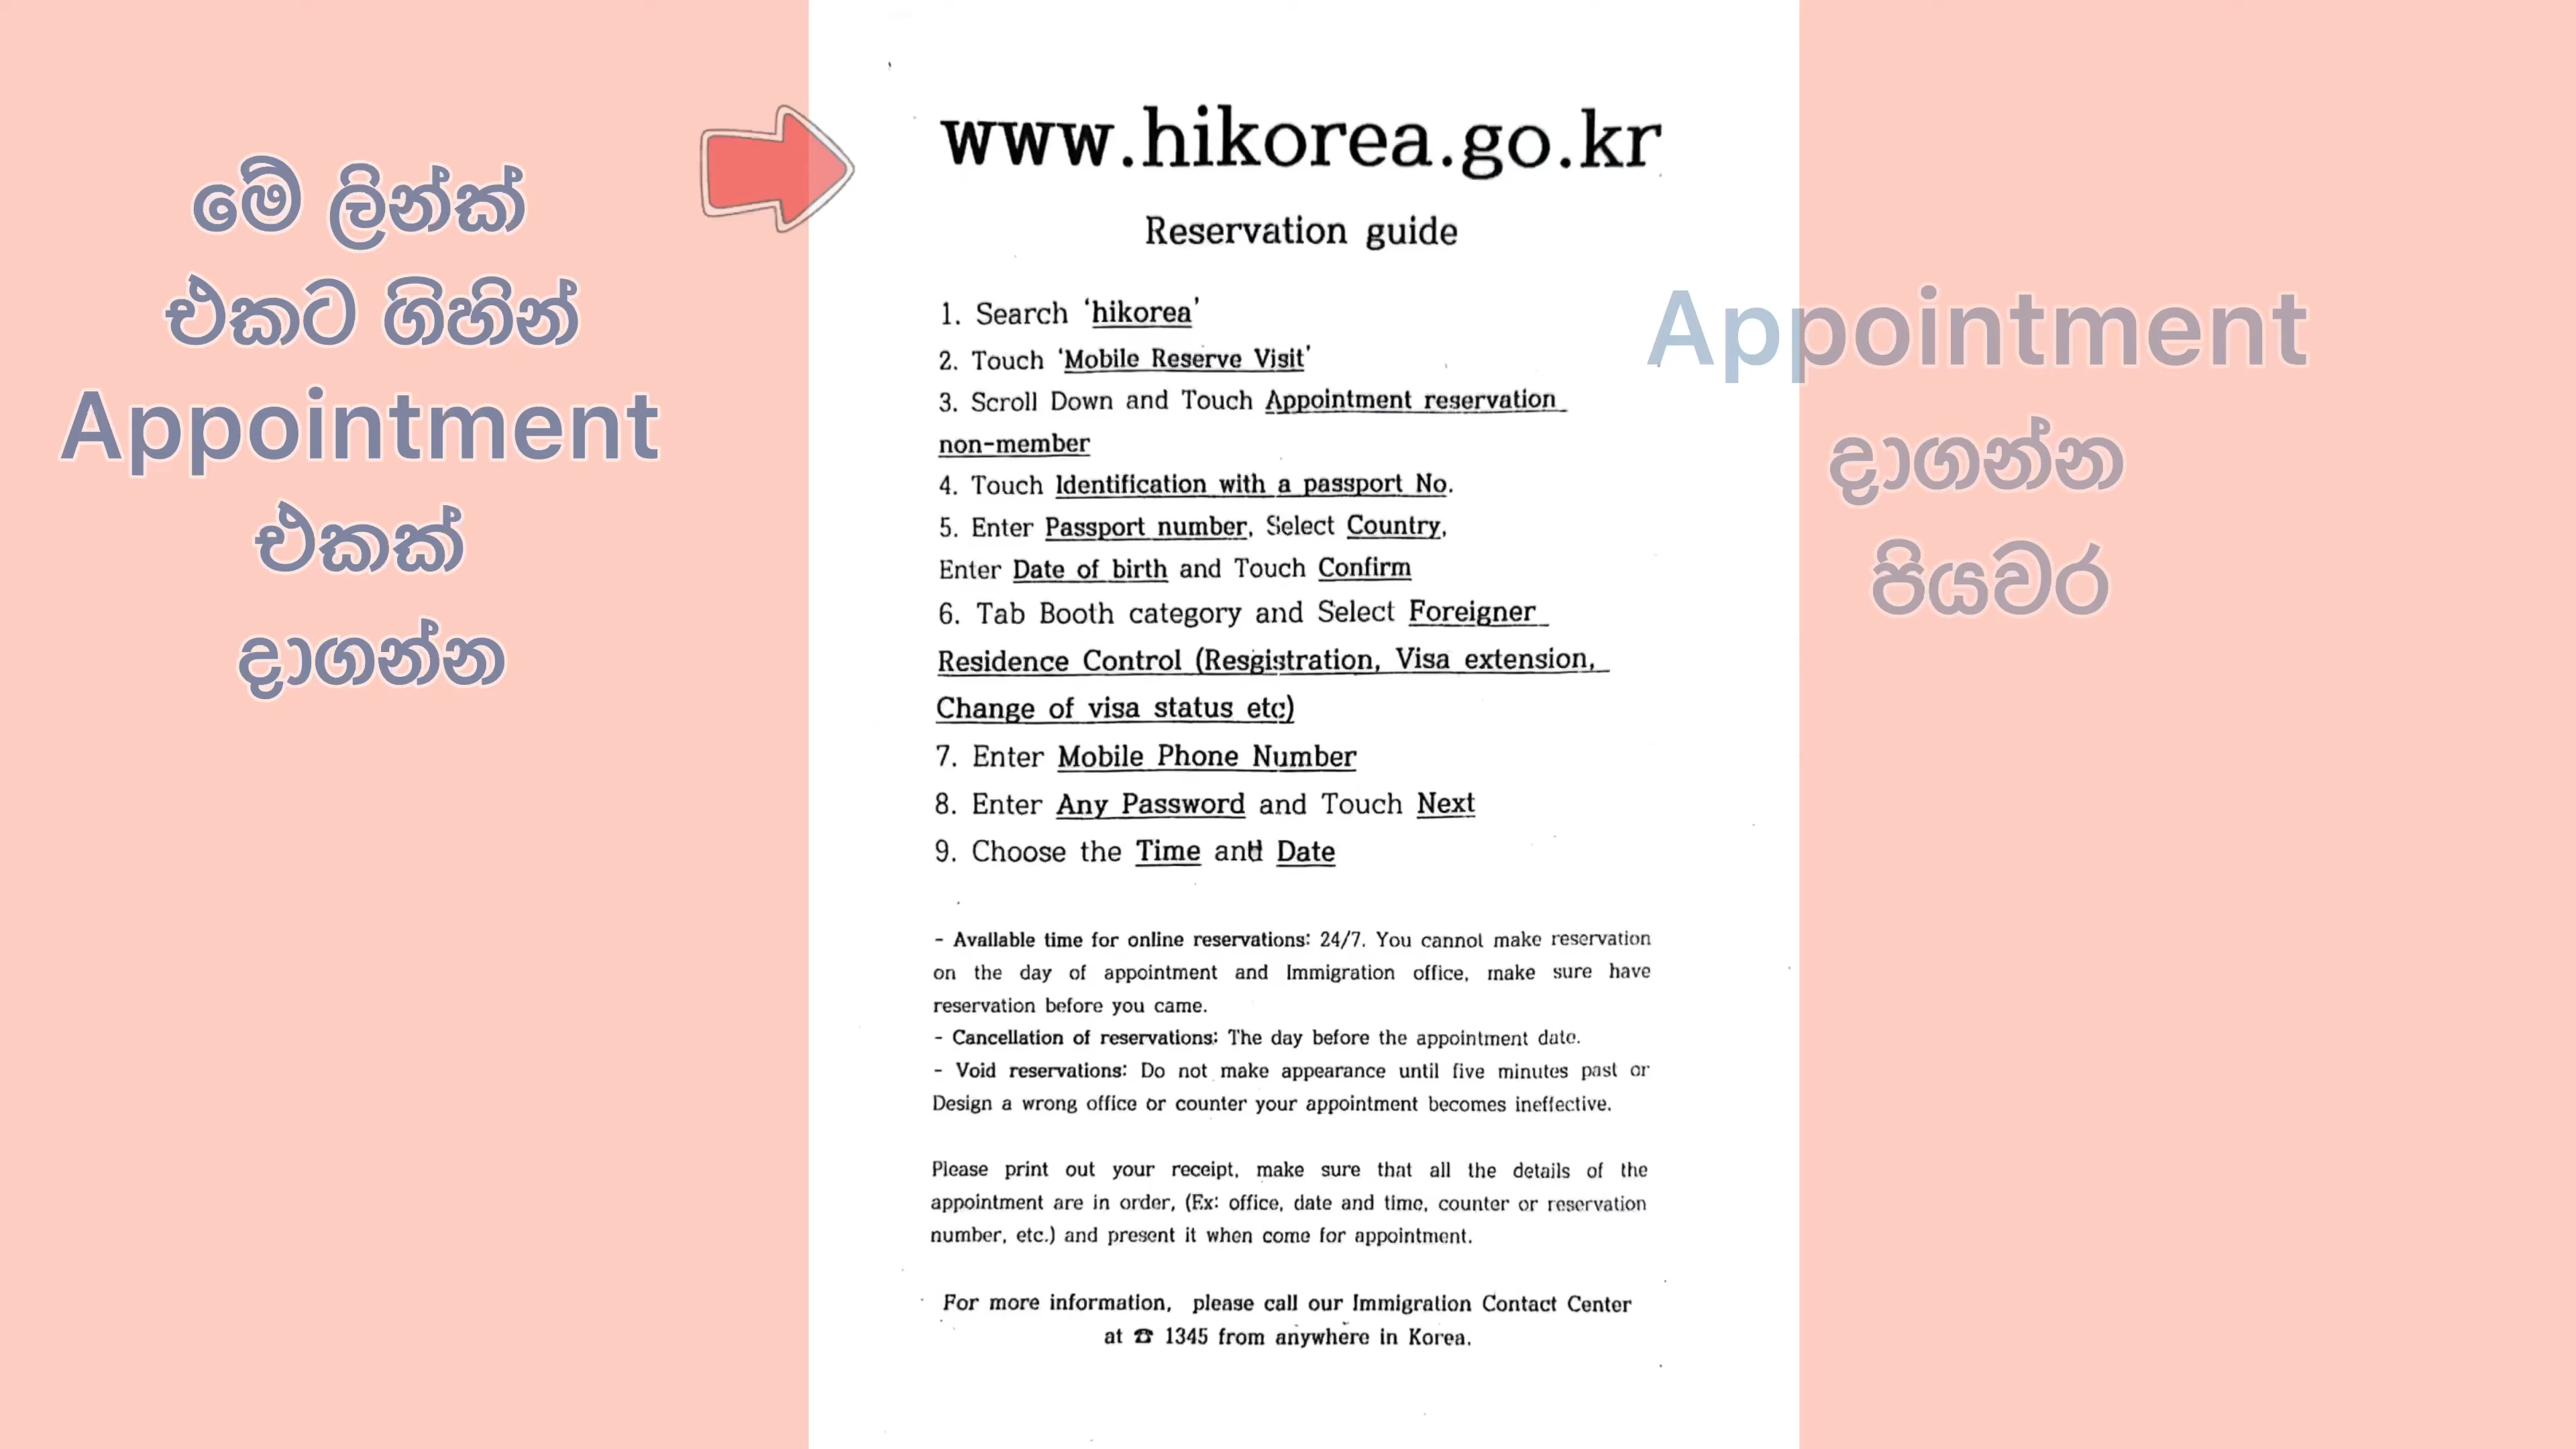 මේ ලින්ක්
එකට ගිහින්
Appointment
එකක්
දාගන්න
www.hikorea.go.kr
Reservation guide
1. Search ‘hikorea’
2. Touch ‘Mobile Reserve Visit’
3. Scroll Down and Touch Appointment reservation
non-member
4. Touch Identification with a passport No.
5. Enter Passport number, Select Country,
Enter Date of birth and Touch Confirm
6. Tab Booth category and Select Foreigner
Residence Control (Resgistration, Visa extension,
Change of visa status etc)
7. Enter Mobile Phone Number
8. Enter Any Password and Touch Next
9. Choose the Time and Date
- Available time for online reservations: 24/7. You cannot make reservation
on the day of appointment and Immigration office, make sure have
reservation before you came.
- Cancellation of reservations: The day before the appointment date.
- Void reservations: Do not make appearance until five minutes past or
Design a wrong office or counter your appointment becomes ineffective.
Please print out your receipt, make sure that all the details of the
appointment are in order, (Ex: office, date and time, counter or reservation
number, etc.) and present it when come for appointment.
For more information, please call our Immigration Contact Center
at ☎ 1345 from anywhere in Korea.
Appointment
දාගන්න
පියවර